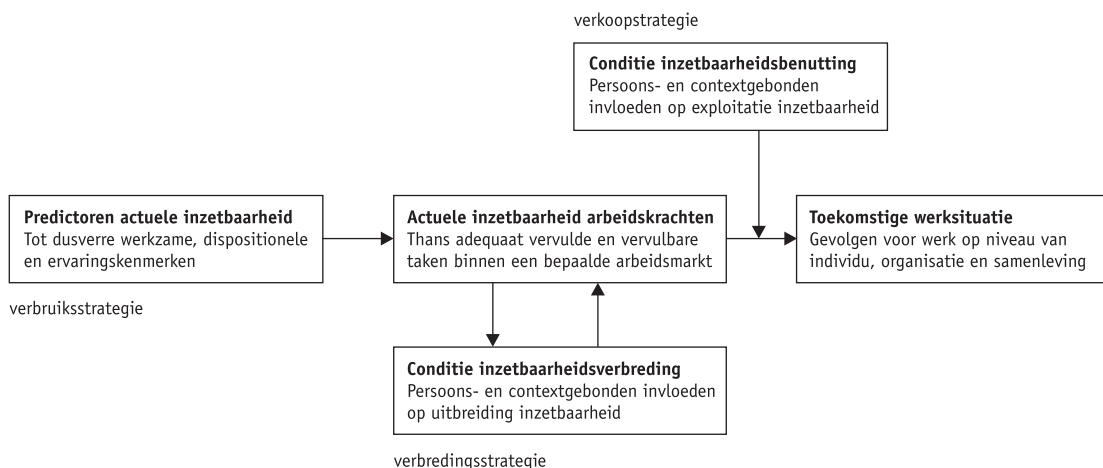 verkoopstrategie
Conditie inzetbaarheidsbenutting
Persoons- en contextgebonden
invloeden op exploitatie inzetbaarheid
Predictoren actuele inzetbaarheid
Tot dusverre werkzame, dispositionele
en ervaringskenmerken
verbruiksstrategie
Actuele inzetbaarheid arbeidskrachten
Thans adequaat vervulde en vervulbare
taken binnen een bepaalde arbeidsmarkt
Toekomstige werksituatie
Gevolgen voor werk op niveau van
individu, organisatie en samenleving
Conditie inzetbaarheidsverbreding
Persoons- en contextgebonden invloeden
op uitbreiding inzetbaarheid
verbredingsstrategie